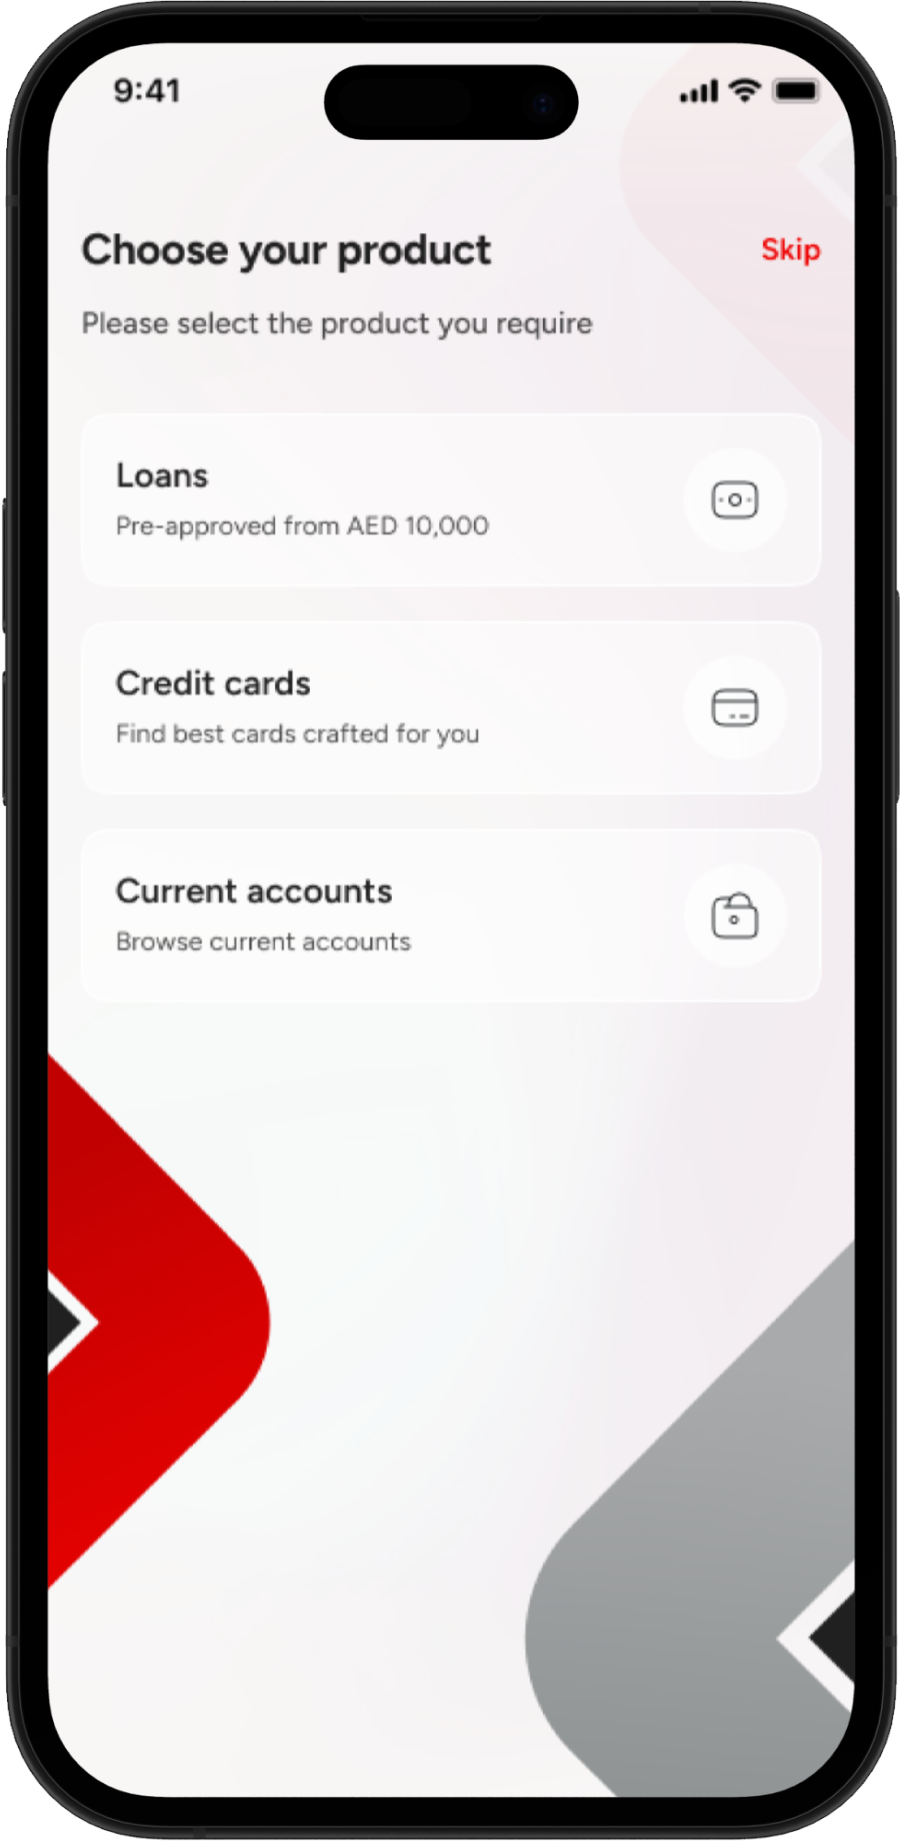 9:41
Choose your product
Skip
Please select the product you require
Loans
Pre-approved from AED 10,000
Credit cards
Find best cards crafted for you
Current accounts
Browse current accounts